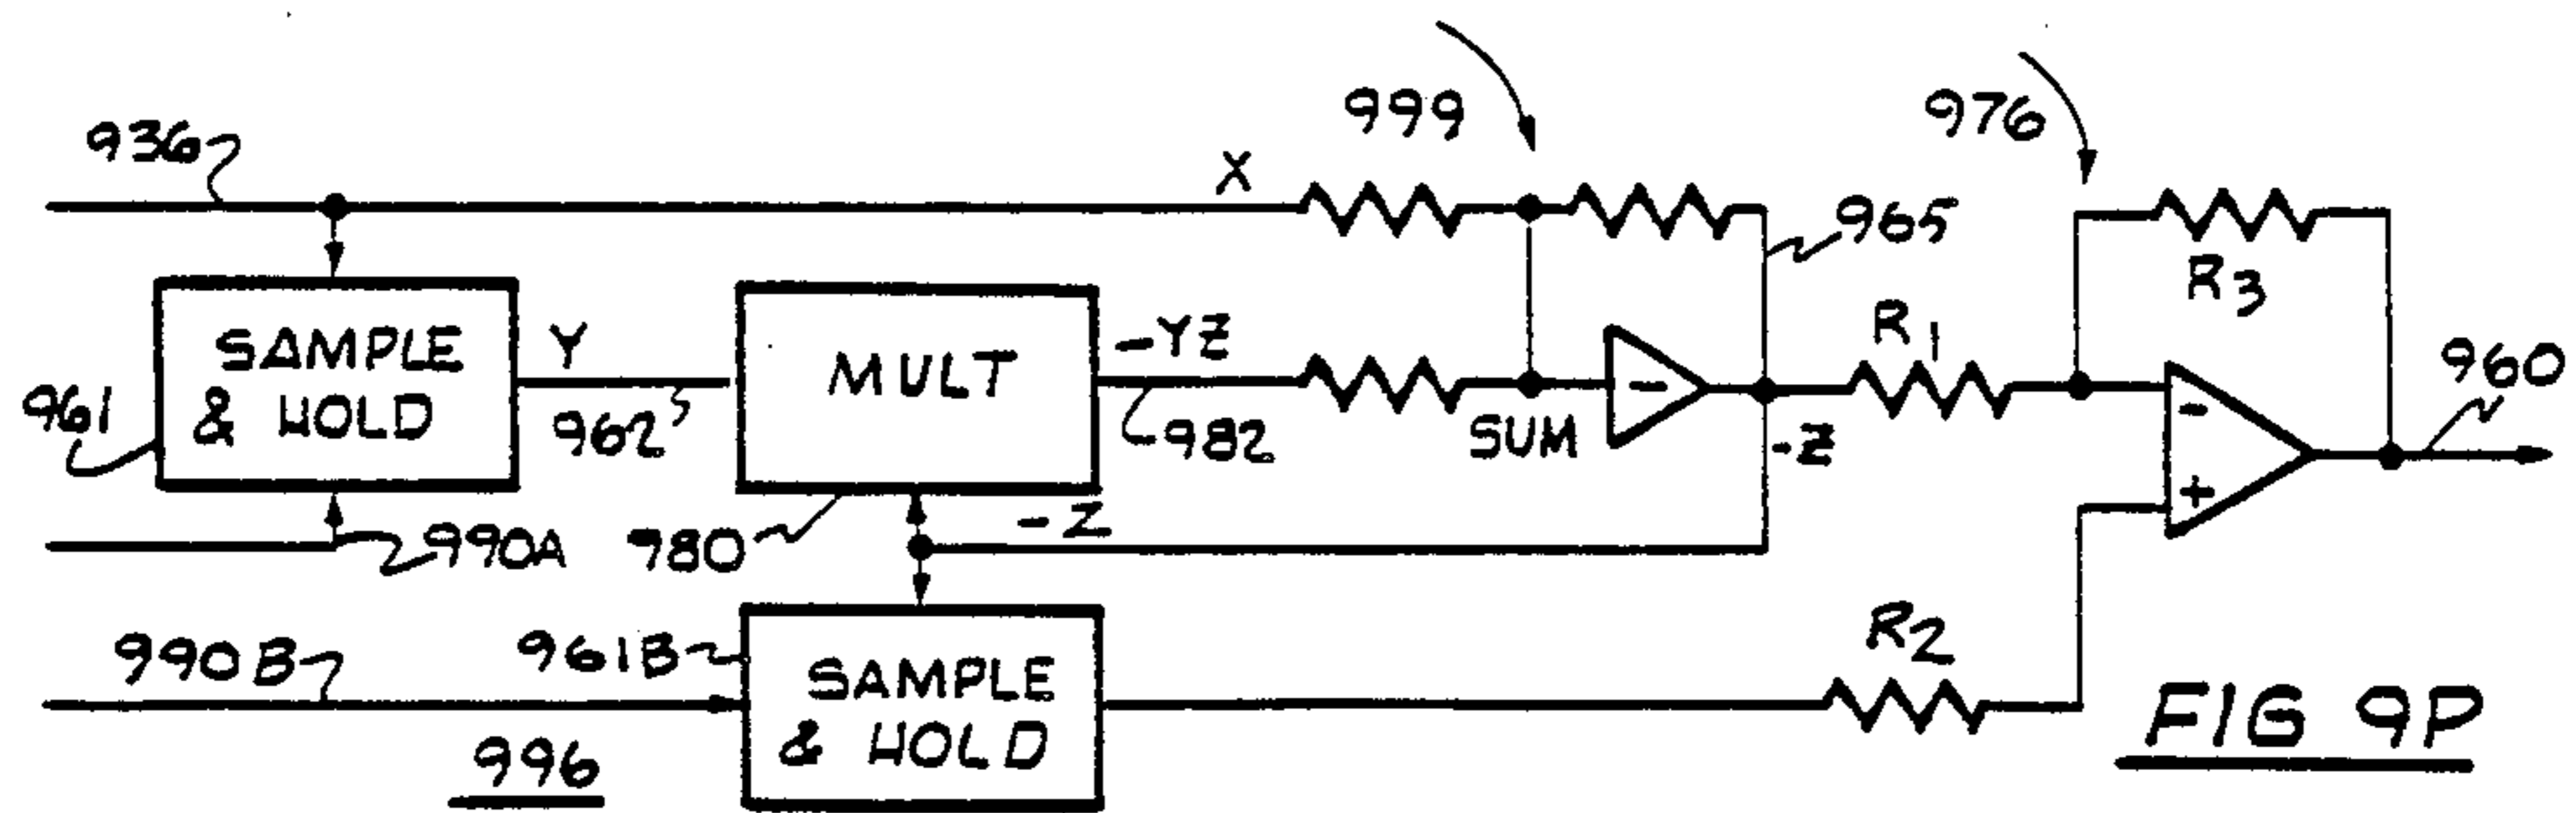 999
976
936
X
965
R3
SAMPLE
& HOLD
Y
MULT
-YZ
R1
960
961
962
982
SUM
-
-Z
-
+
990A
980
-Z
R2
990B
961B
SAMPLE
& HOLD
996
FIG 9P